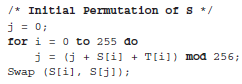 /* Initial Permutation of S */
j = 0;
for i = 0 to 255 do
j = (j + S[i] + T[i]) mod 256;
Swap (S[i], S[j]);